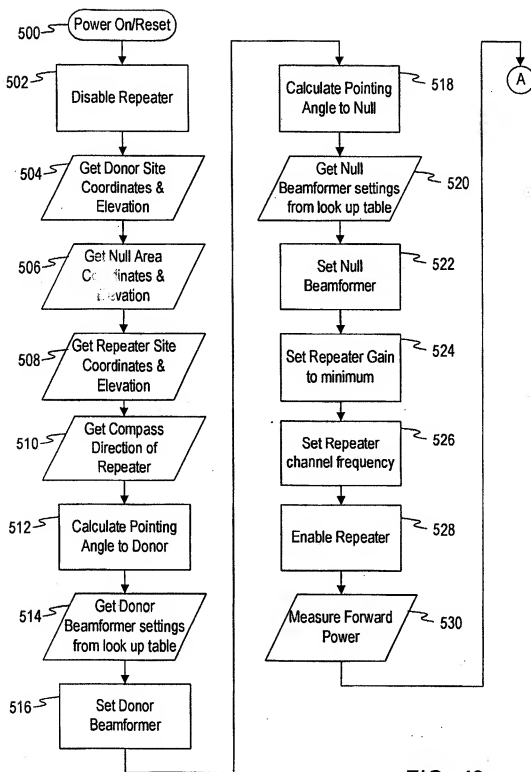 500
Power On/Reset
502
Disable Repeater
504
Get Donor Site
Coordinates &
Elevation
506
Get Null Area
Elevation
508
Get Repeater Site
Coordinates &
Elevation
510
Get Compass
Direction of
Repeater
512
Calculate Pointing
Angle to Donor
514
Get Donor
Beamformer settings
from look up table
516
Set Donor
Beamformer
Calculate Pointing
Angle to Null
518
Get Null
Beamformer settings
from look up table
520
Set Null
Beamformer
522
Set Repeater Gain
to minimum
524
Set Repeater
channel frequency
526
Enable Repeater
528
Measure Forward
Power
530
A